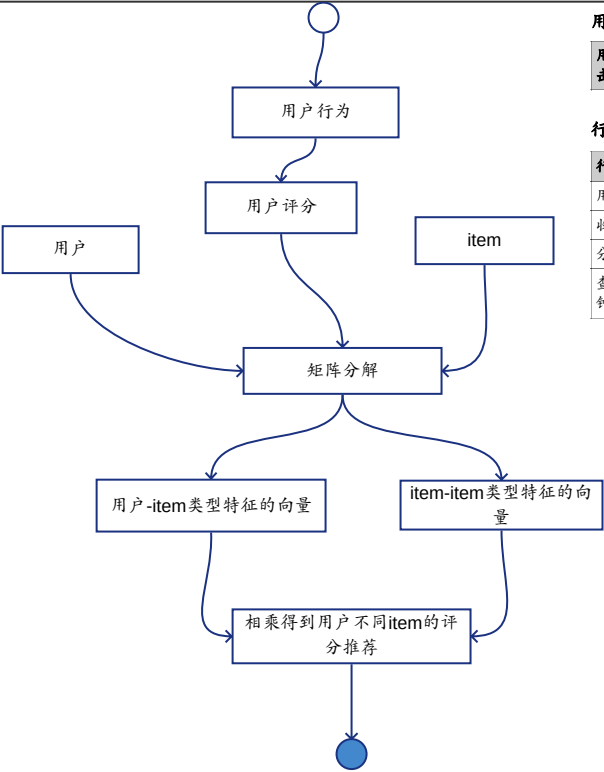 用户行为
用户评分
用户
item
矩阵分解
用户-item类型特征的向量
item-item类型特征的向
量
相乘得到用户不同item的评
分推荐